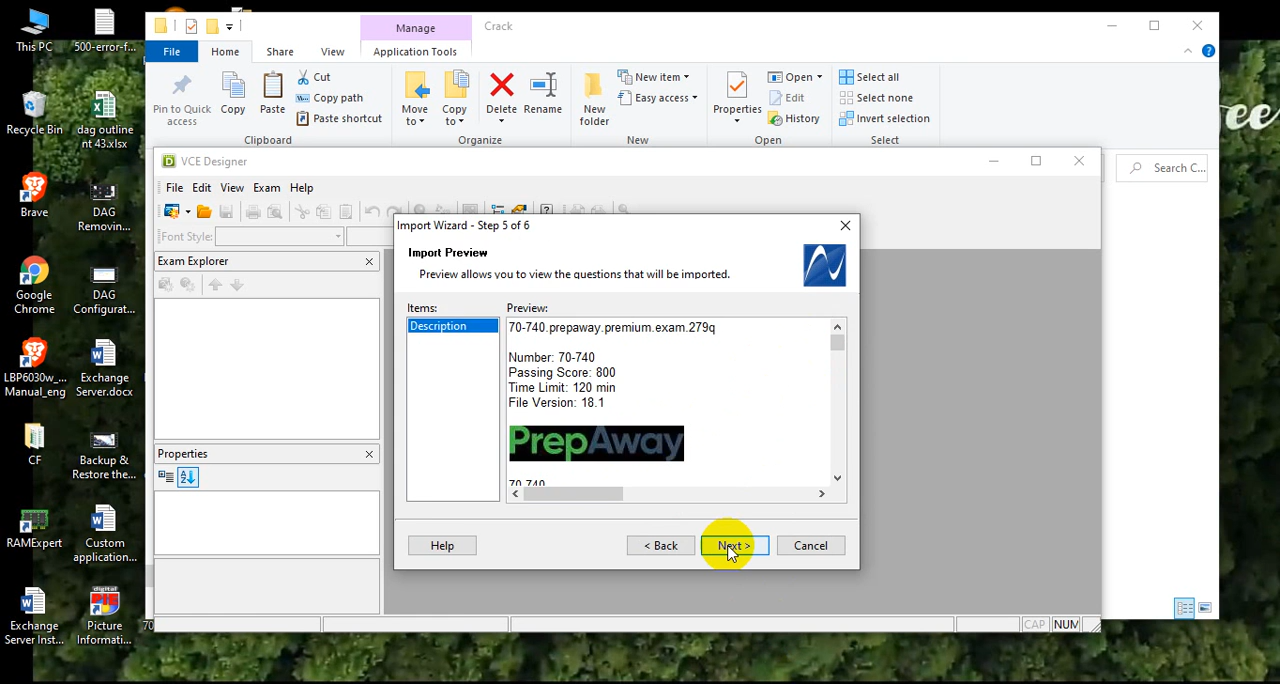 This PC
500-error-f...
Recycle Bin
dag outline
nt 43.xlsx
Brave
DAG
Removin...
Google
Chrome
DAG
Configurat...
LBP6030w_...
Manual_eng
Exchange
Server.docx
CF
Backup &
Restore the...
RAMExpert
Custom
application...
Exchange
Server Inst...
Picture
Informati...
70
Manage
Crack
File
Home
Share
View
Application Tools
Pin to Quick
access
Copy
Paste
Cut
Copy path
Paste shortcut
Clipboard
Move
to
Copy
to
Delete
Rename
Organize
New
folder
New item
Easy access
New
Properties
Open
Edit
History
Open
Select all
Select none
Invert selection
Select
ee
Search C...
VCE Designer
File Edit View Exam Help
Font Style:
Exam Explorer
Properties
Import Wizard - Step 5 of 6
Import Preview
Preview allows you to view the questions that will be imported.
Items:
Description
Preview:
70-740.prepaway.premium.exam.279q
Number: 70-740
Passing Score: 800
Time Limit: 120 min
File Version: 18.1
PrepAway
70-740
Help
< Back
Next >
Cancel
CAP NUM